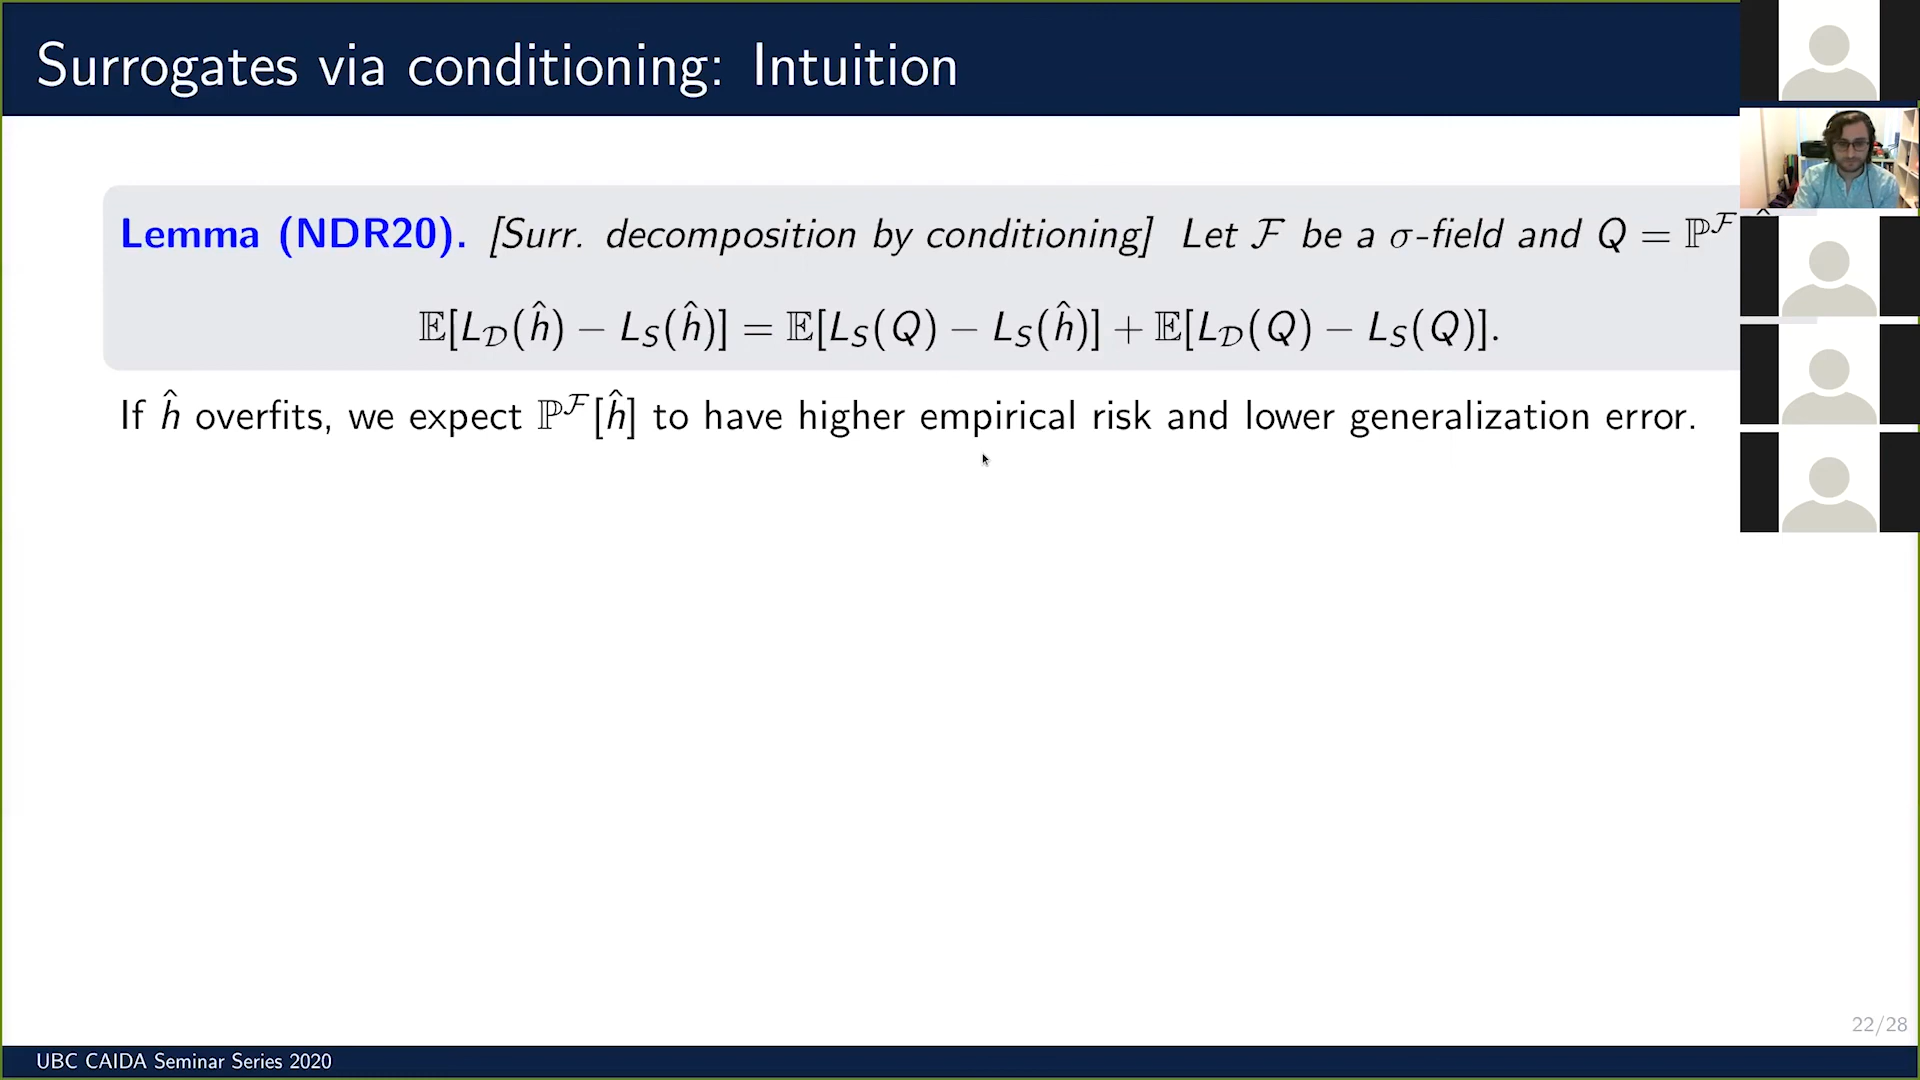 Surrogates via conditioning: Intuition
Lemma (NDR20). [Surr. decomposition by conditioning] Let ℱ be a σ-field and Q = ℙ^ℱ
𝔼[L_𝒟(ĥ) − L_S(ĥ)] = 𝔼[L_S(Q) − L_S(ĥ)] + 𝔼[L_𝒟(Q) − L_S(Q)].
If ĥ overfits, we expect ℙ^ℱ[ĥ] to have higher empirical risk and lower generalization error.
22/28
UBC CAIDA Seminar Series 2020